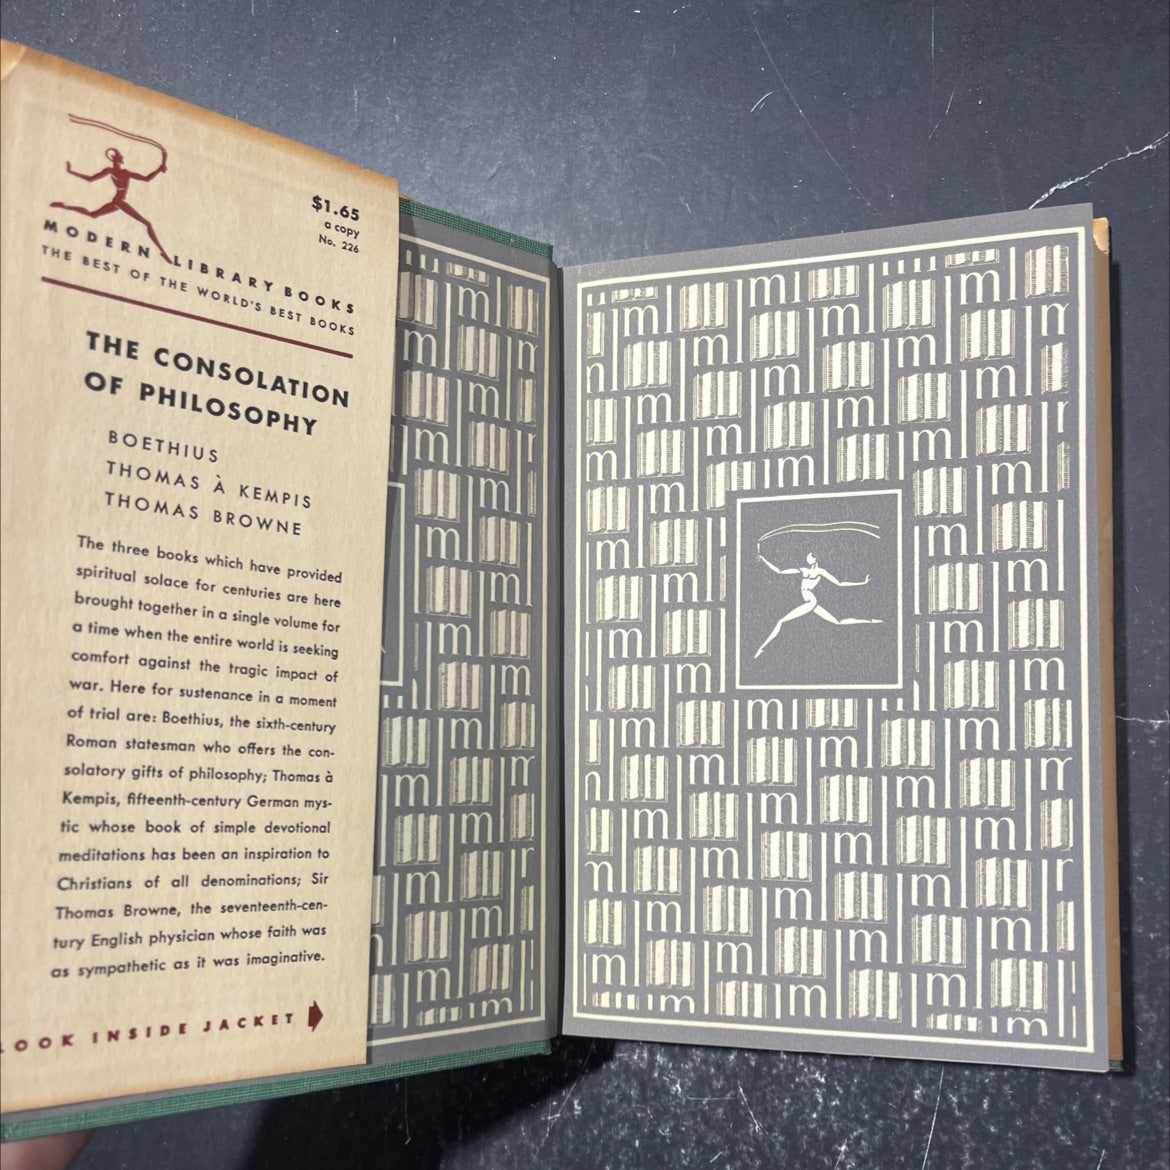 $1.65
a copy
No. 226
MODERN LIBRARY BOOKS
THE BEST OF THE WORLD'S BEST BOOKS
THE CONSOLATION
OF PHILOSOPHY
BOETHIUS
THOMAS À KEMPIS
THOMAS BROWNE
The three books which have provided
spiritual solace for centuries are here
brought together in a single volume for
a time when the entire world is seeking
comfort against the tragic impact of
war. Here for sustenance in a moment
of trial are: Boethius, the sixth-century
Roman statesman who offers the con-
solatory gifts of philosophy; Thomas à
Kempis, fifteenth-century German mys-
tic whose book of simple devotional
meditations has been an inspiration to
Christians of all denominations; Sir
Thomas Browne, the seventeenth-cen-
tury English physician whose faith was
as sympathetic as it was imaginative.
LOOK INSIDE JACKET